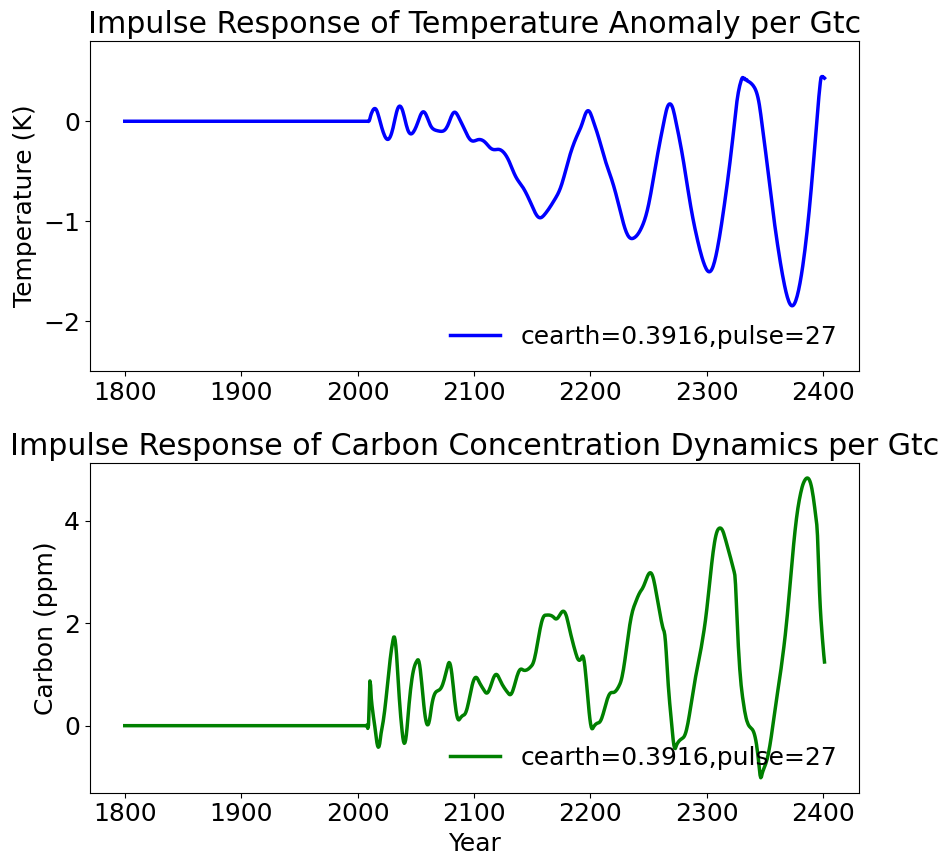 Impulse Response of Temperature Anomaly per Gtc
Temperature (K)
0
−1
−2
cearth=0.3916,pulse=27
1800 1900 2000 2100 2200 2300 2400
Impulse Response of Carbon Concentration Dynamics per Gtc
Carbon (ppm)
4
2
0
cearth=0.3916,pulse=27
1800 1900 2000 2100 2200 2300 2400
Year